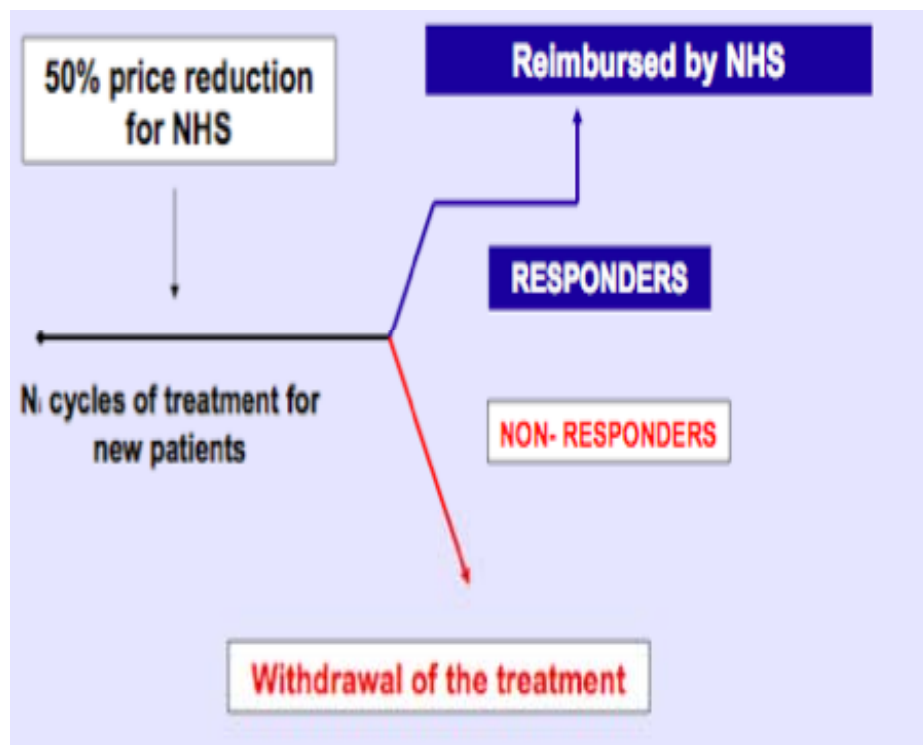 50% price reduction
for NHS
Reimbursed by NHS
RESPONDERS
Nᵢ cycles of treatment for
new patients
NON- RESPONDERS
Withdrawal of the treatment